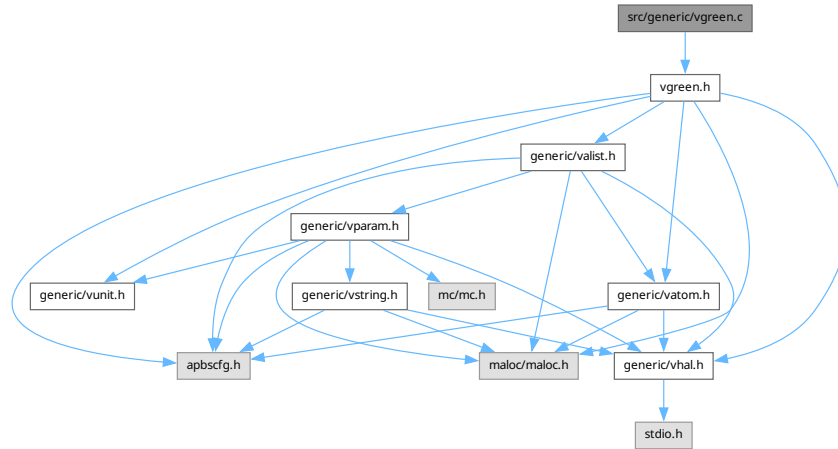 src/generic/vgreen.c
vgreen.h
generic/valist.h
generic/vparam.h
generic/vunit.h
generic/vstring.h
mc/mc.h
generic/vatom.h
apbscfg.h
maloc/maloc.h
generic/vhal.h
stdio.h